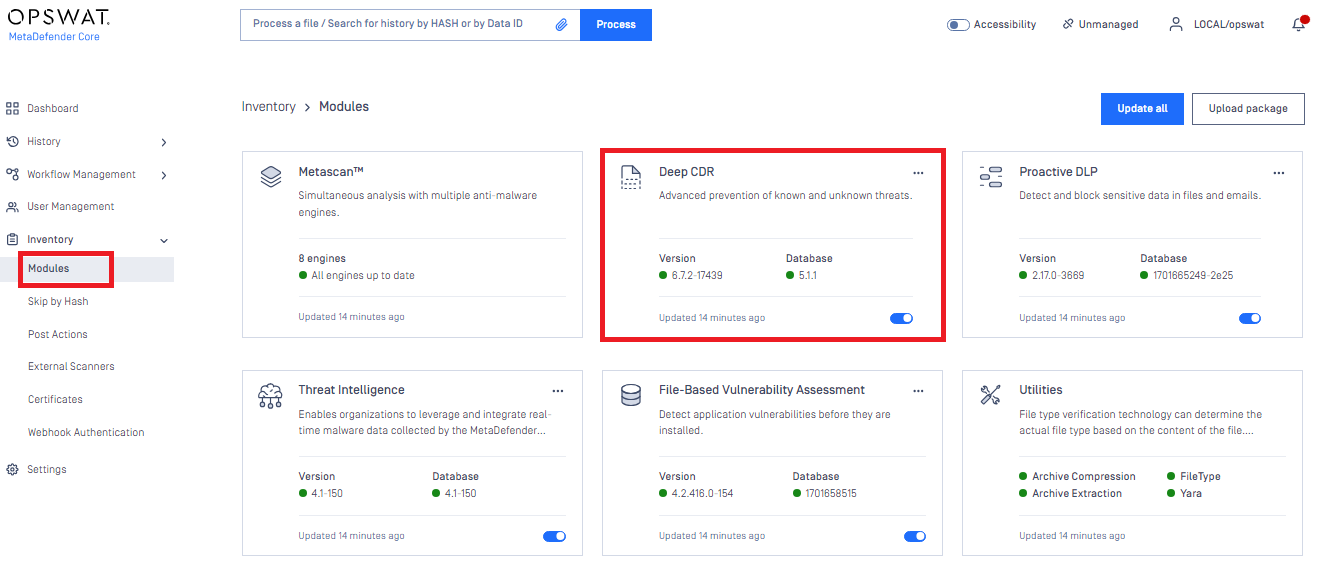 OPSWAT.
MetaDefender Core
Process a file / Search for history by HASH or by Data ID
Process
Accessibility
Unmanaged
LOCAL/opswat
Dashboard
History
Workflow Management
User Management
Inventory
Modules
Skip by Hash
Post Actions
External Scanners
Certificates
Webhook Authentication
Settings
Inventory > Modules
Update all
Upload package
Metascan™
Simultaneous analysis with multiple anti-malware
engines.
8 engines
All engines up to date
Updated 14 minutes ago
Deep CDR
Advanced prevention of known and unknown threats.
Version
Database
6.7.2-17439
5.1.1
Updated 14 minutes ago
Proactive DLP
Detect and block sensitive data in files and emails.
Version
Database
2.17.0-3669
1701665249-2e25
Updated 14 minutes ago
Threat Intelligence
Enables organizations to leverage and integrate real-
time malware data collected by the MetaDefender...
Version
Database
4.1-150
4.1-150
Updated 14 minutes ago
File-Based Vulnerability Assessment
Detect application vulnerabilities before they are
installed.
Version
Database
4.2.416.0-154
1701658515
Updated 14 minutes ago
Utilities
File type verification technology can determine the
actual file type based on the content of the file....
Archive Compression
FileType
Archive Extraction
Yara
Updated 14 minutes ago